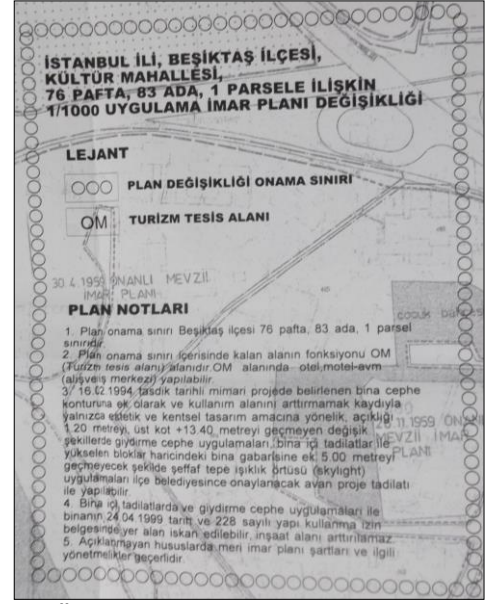 İSTANBUL İLİ, BEŞİKTAŞ İLÇESİ,
KÜLTÜR MAHALLESİ,
76 PAFTA, 83 ADA, 1 PARSELE İLİŞKİN
1/1000 UYGULAMA İMAR PLANI DEĞİŞİKLİĞİ
LEJANT
PLAN DEĞİŞİKLİĞİ ONAMA SINIRI
OM TURİZM TESİS ALANI
30.4.1959 ONANLI MEVZİİ
İMAR PLANI
PLAN NOTLARI
çocuk
1. Plan onama sınırı Beşiktaş ilçesi 76 pafta, 83 ada, 1 parsel
sınırıdır.
2. Plan onama sınırı içerisinde kalan alanın fonksiyonu OM
(Turizm tesis alanı) alanıdır.OM alanında otel,motel-avm
(alışveriş merkezi) yapılabilir.
3. 16.02.1994 tasdik tarihli mimari projede belirlenen bina cephe
konturuna ek olarak ve kullanım alanını arttırmamak kaydıyla
yalnızca estetik ve kentsel tasarım amacına yönelik, açıklığı
1.20 metreyi, üst kot +13.40 metreyi geçmeyen değişik
şekillerde giydirme cephe uygulamaları, bina içi tadilatlar ile
yükselen bloklar haricindeki bina gabarisine ek 5.00 metreyi
geçmeyecek şekilde şeffaf tepe ışıklık örtüsü (skylight)
uygulamaları ilçe belediyesince onaylanacak avan proje tadilatı
ile yapılabilir.
11.1959 ONANLI
MEVZİİ İMAR
PLANI
4. Bina içi tadilatlarda ve giydirme cephe uygulamaları ile
binanın 24.04.1999 tarih ve 228 sayılı yapı kullanma izin
belgesinde yer alan iskan edilebilir, inşaat alanı arttırılamaz.
5. Açıklanmayan hususlarda meri imar planı şartları ve ilgili
yönetmelikler geçerlidir.